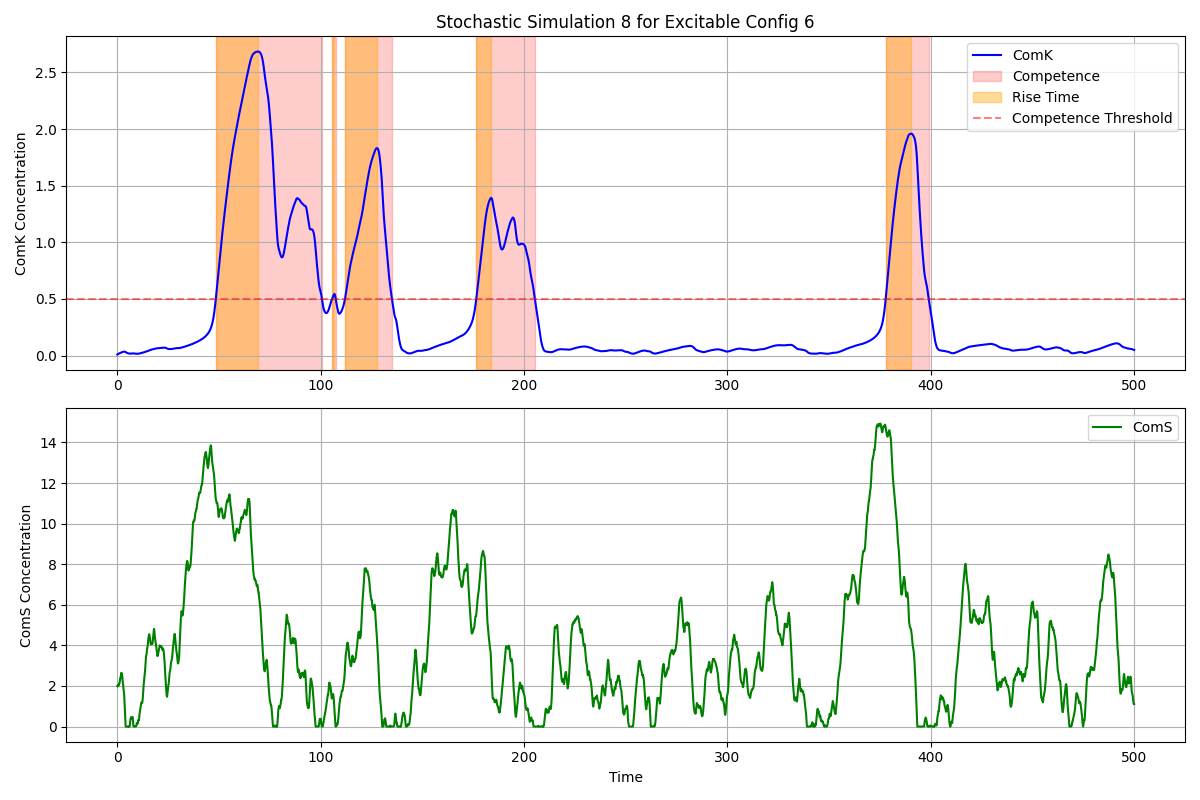 Stochastic Simulation 8 for Excitable Config 6
ComK Concentration
2.5
2.0
1.5
1.0
0.5
0.0
ComK
Competence
Rise Time
Competence Threshold
0 100 200 300 400 500
ComS Concentration
14
12
10
8
6
4
2
0
ComS
0 100 200 300 400 500
Time